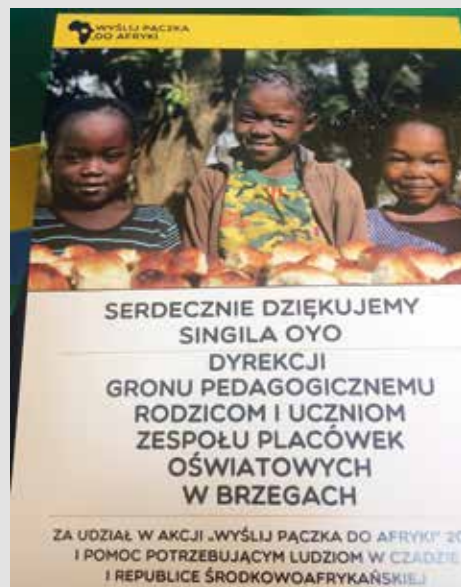 WYŚLIJ PĄCZKA
DO AFRYKI
SERDECZNIE DZIĘKUJEMY
SINGILA OYO
DYREKCJI
GRONU PEDAGOGICZNEMU
RODZICOM I UCZNIOM
ZESPOŁU PLACÓWEK
OŚWIATOWYCH
W BRZEGACH
ZA UDZIAŁ W AKCJI „WYŚLIJ PĄCZKA DO AFRYKI" 20
I POMOC POTRZEBUJĄCYM LUDZIOM W CZADZIE
I REPUBLICE ŚRODKOWOAFRYKAŃSKIEJ